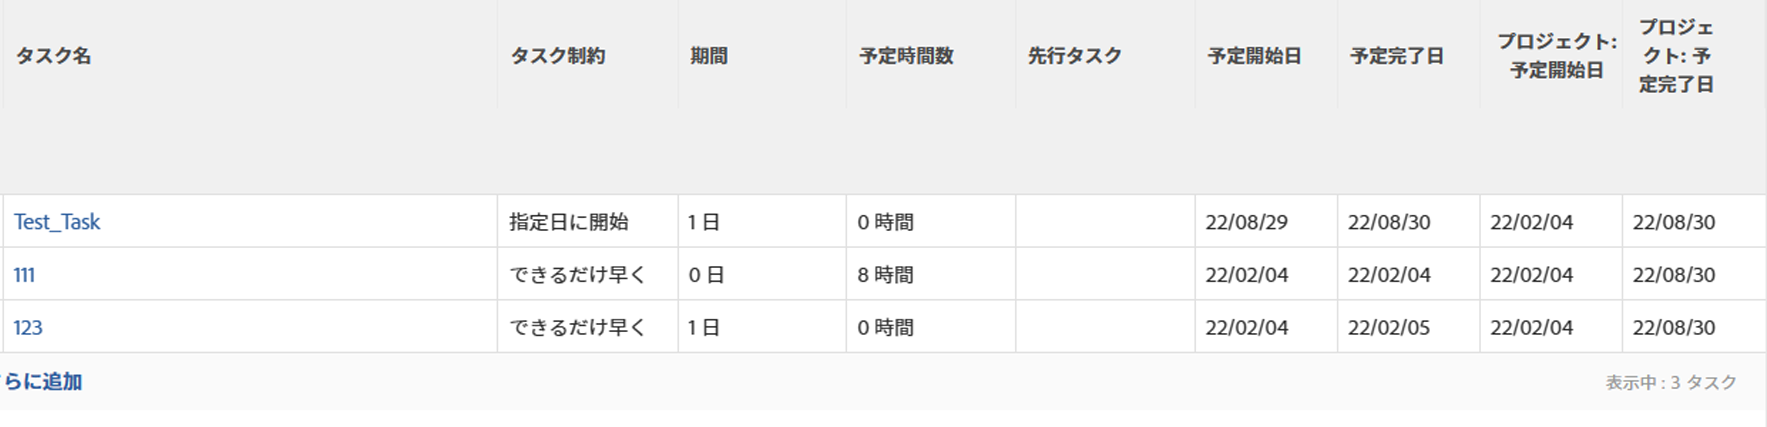 タスク名 タスク制約 期間 予定時間数 先行タスク 予定開始日 予定完了日 プロジェクト: 予定開始日 プロジェクト: 予定完了日
Test_Task 指定日に開始 1 日 0 時間 22/08/29 22/08/30 22/02/04 22/08/30
111 できるだけ早く 0 日 8 時間 22/02/04 22/02/04 22/02/04 22/08/30
123 できるだけ早く 1 日 0 時間 22/02/04 22/02/05 22/02/04 22/08/30
らに追加 表示中 : 3 タスク